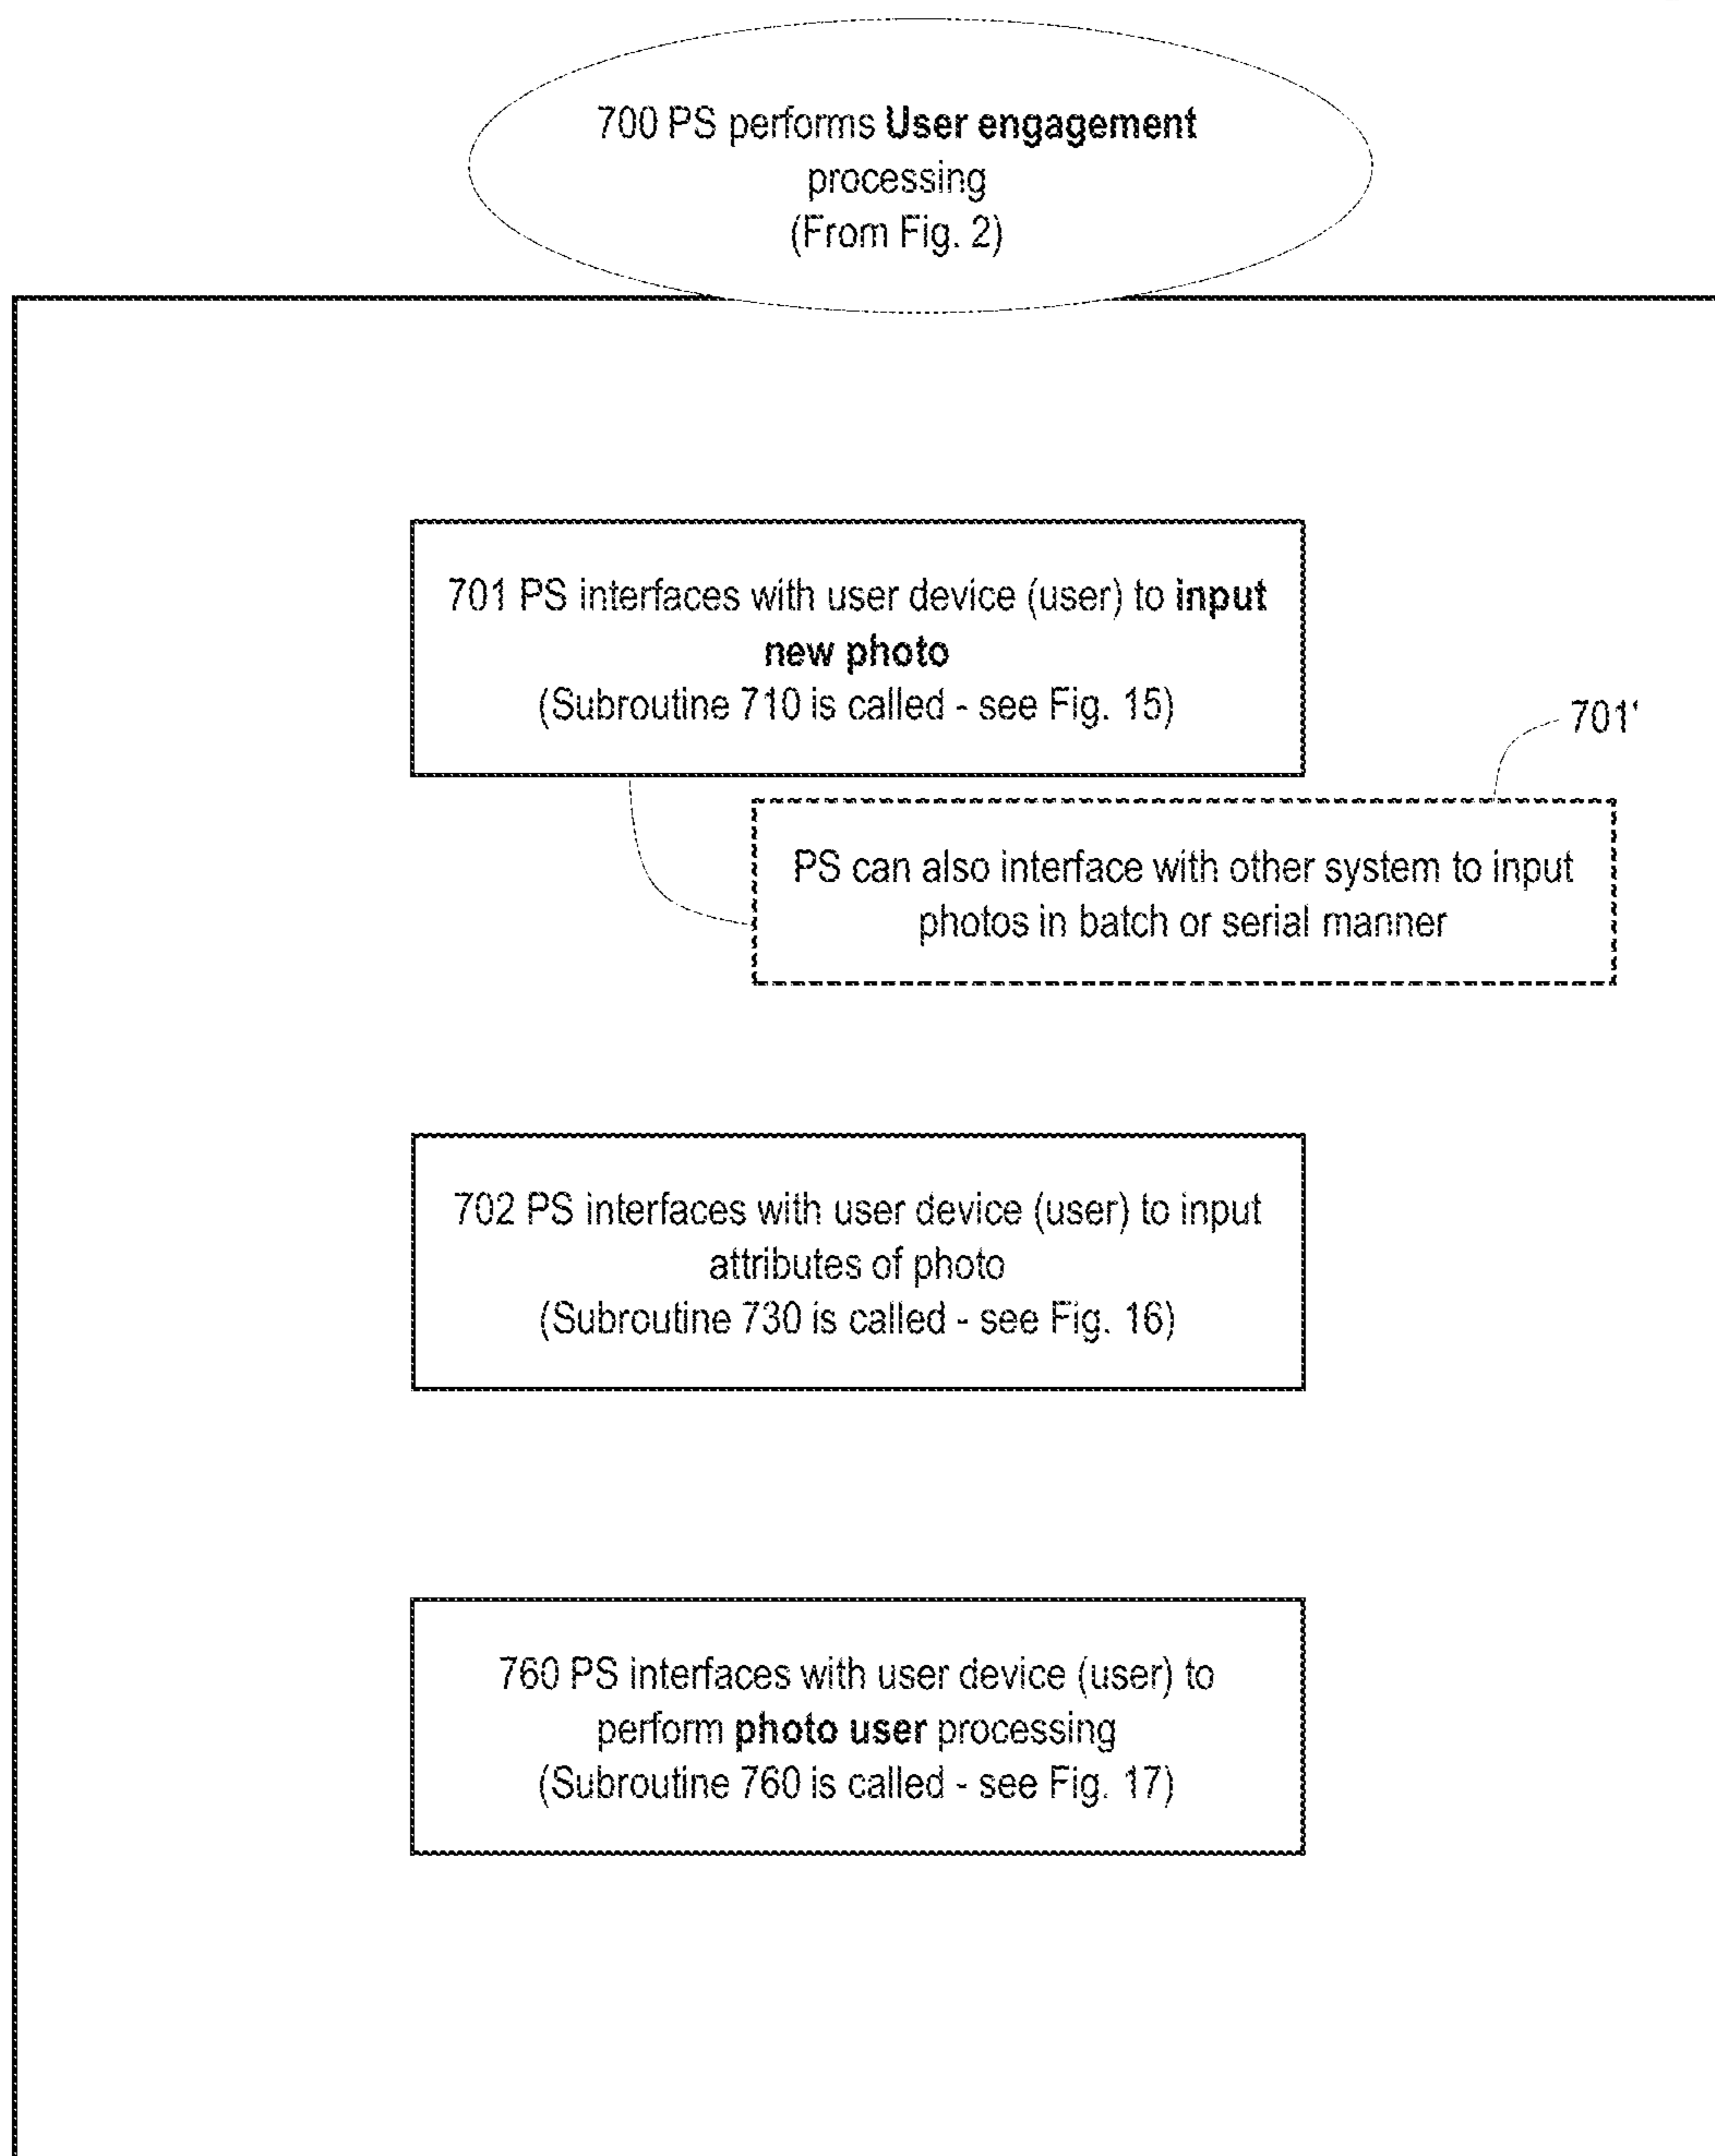 700 PS performs User engagement
processing
(From Fig. 2)
701 PS interfaces with user device (user) to input
new photo
(Subroutine 710 is called - see Fig. 15)
701'
PS can also interface with other system to input
photos in batch or serial manner
702 PS interfaces with user device (user) to input
attributes of photo
(Subroutine 730 is called - see Fig. 16)
760 PS interfaces with user device (user) to
perform photo user processing
(Subroutine 760 is called - see Fig. 17)